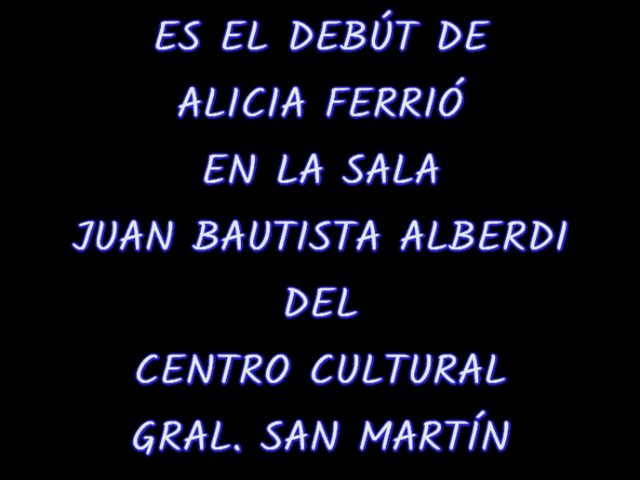 ES EL DEBÚT DE
ALICIA FERRIÓ
EN LA SALA
JUAN BAUTISTA ALBERDI
DEL
CENTRO CULTURAL
GRAL. SAN MARTÍN